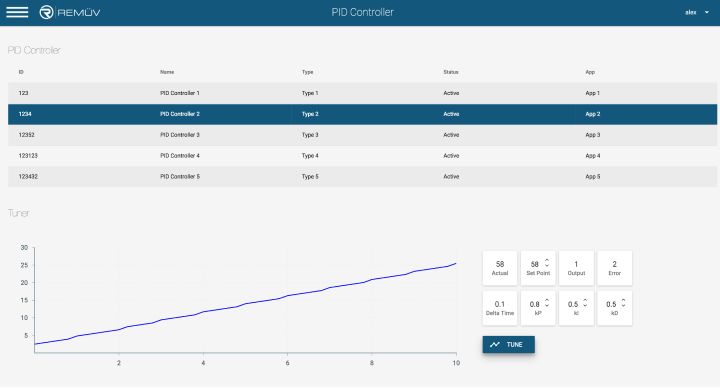 REMÜV PID Controller alex
PID Controller
ID Name Type Status App
123 PID Controller 1 Type 1 Active App 1
1234 PID Controller 2 Type 2 Active App 2
12352 PID Controller 3 Type 3 Active App 3
123123 PID Controller 4 Type 4 Active App 4
123432 PID Controller 5 Type 5 Active App 5
Tuner
30
25
20
15
10
5
2 4 6 8 10
58 58 1 2
Actual Set Point Output Error
0.1 0.8 0.5 0.5
Delta Time kP kI kD
TUNE